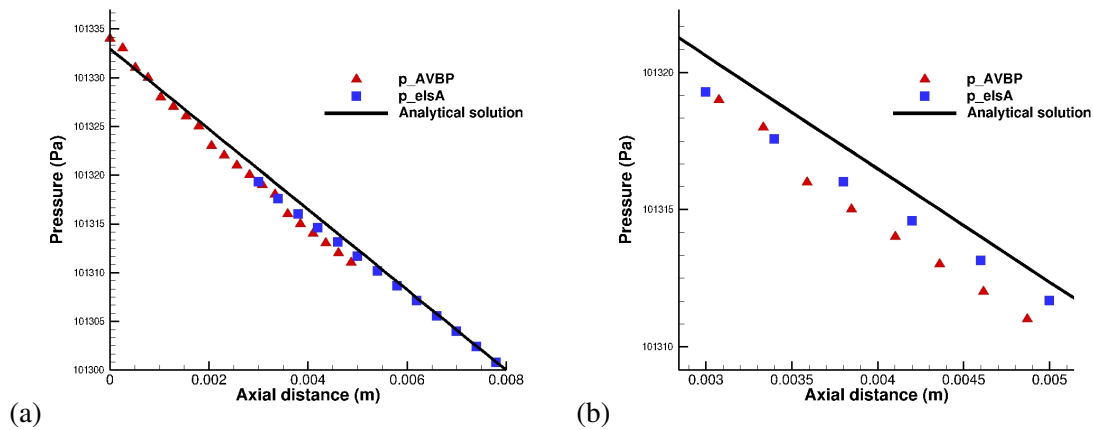 101335
101330
101325
101320
101315
101310
101305
101300
Pressure (Pa)
p_AVBP
p_elsA
Analytical solution
0
0.002
0.004
0.006
0.008
Axial distance (m)
(a)
101320
101315
101310
Pressure (Pa)
p_AVBP
p_elsA
Analytical solution
0.003
0.0035
0.004
0.0045
0.005
Axial distance (m)
(b)